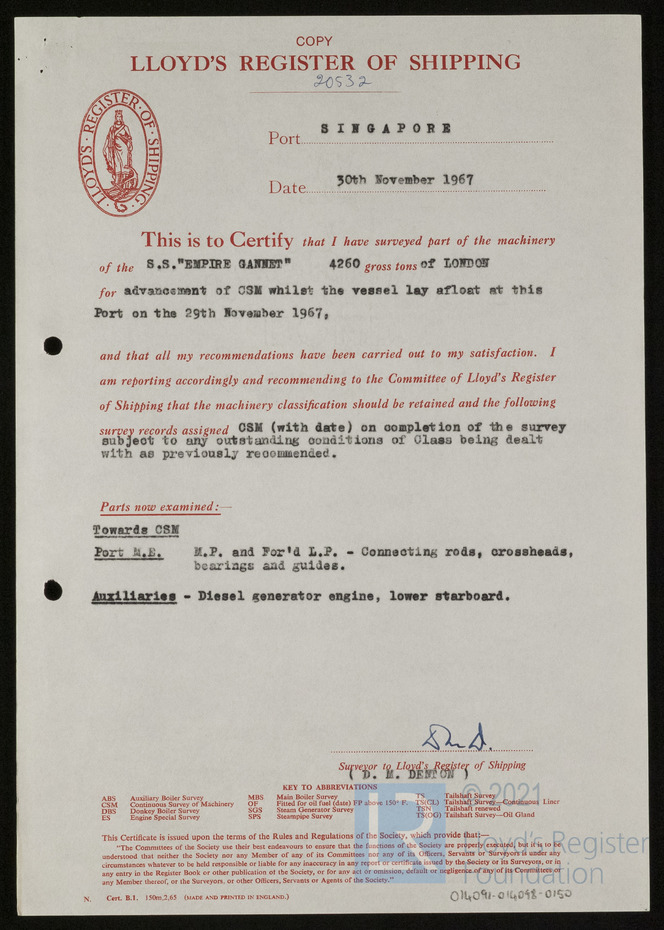 COPY
LLOYD'S REGISTER OF SHIPPING
20532
LLOYD'S · REGISTER · OF · SHIPPING ·
Port SINGAPORE
Date 30th November 1967
This is to Certify that I have surveyed part of the machinery
of the S.S."EMPIRE GANNET" 4260 gross tons of LONDON
for advancement of CSM whilst the vessel lay afloat at this
Port on the 29th November 1967,
and that all my recommendations have been carried out to my satisfaction. I
am reporting accordingly and recommending to the Committee of Lloyd's Register
of Shipping that the machinery classification should be retained and the following
survey records assigned CSM (with date) on completion of the survey
subject to any outstanding conditions of Class being dealt
with as previously recommended.
Parts now examined:—
Towards CSM
Port M.E. M.P. and For'd L.P. - Connecting rods, crossheads,
bearings and guides.
Auxiliaries - Diesel generator engine, lower starboard.
Surveyor to Lloyd's Register of Shipping
( D. M. DENTON )
KEY TO ABBREVIATIONS
ABS Auxiliary Boiler Survey MBS Main Boiler Survey TS Tailshaft Survey
CSM Continuous Survey of Machinery OF Fitted for oil fuel (date) FP above 150° F. TS(CL) Tailshaft Survey—Continuous Liner
DBS Donkey Boiler Survey SGS Steam Generator Survey TSN Tailshaft renewed
ES Engine Special Survey SPS Steampipe Survey TS(OG) Tailshaft Survey—Oil Gland
This Certificate is issued upon the terms of the Rules and Regulations of the Society, which provide that:—
"The Committees of the Society use their best endeavours to ensure that the functions of the Society are properly executed, but it is to be
understood that neither the Society nor any Member of any of its Committees nor any of its Officers, Servants or Surveyors is under any
circumstances whatever to be held responsible or liable for any inaccuracy in any report or certificate issued by the Society or its Surveyors, or in
any entry in the Register Book or other publication of the Society, or for any act or omission, default or negligence of any of its Committees or
any Member thereof, or the Surveyors, or other Officers, Servants or Agents of the Society."
N. Cert. B.1. 150m,2,65 (MADE AND PRINTED IN ENGLAND.)
014091-014098-0150
© 2021
Lloyd's Register
Foundation